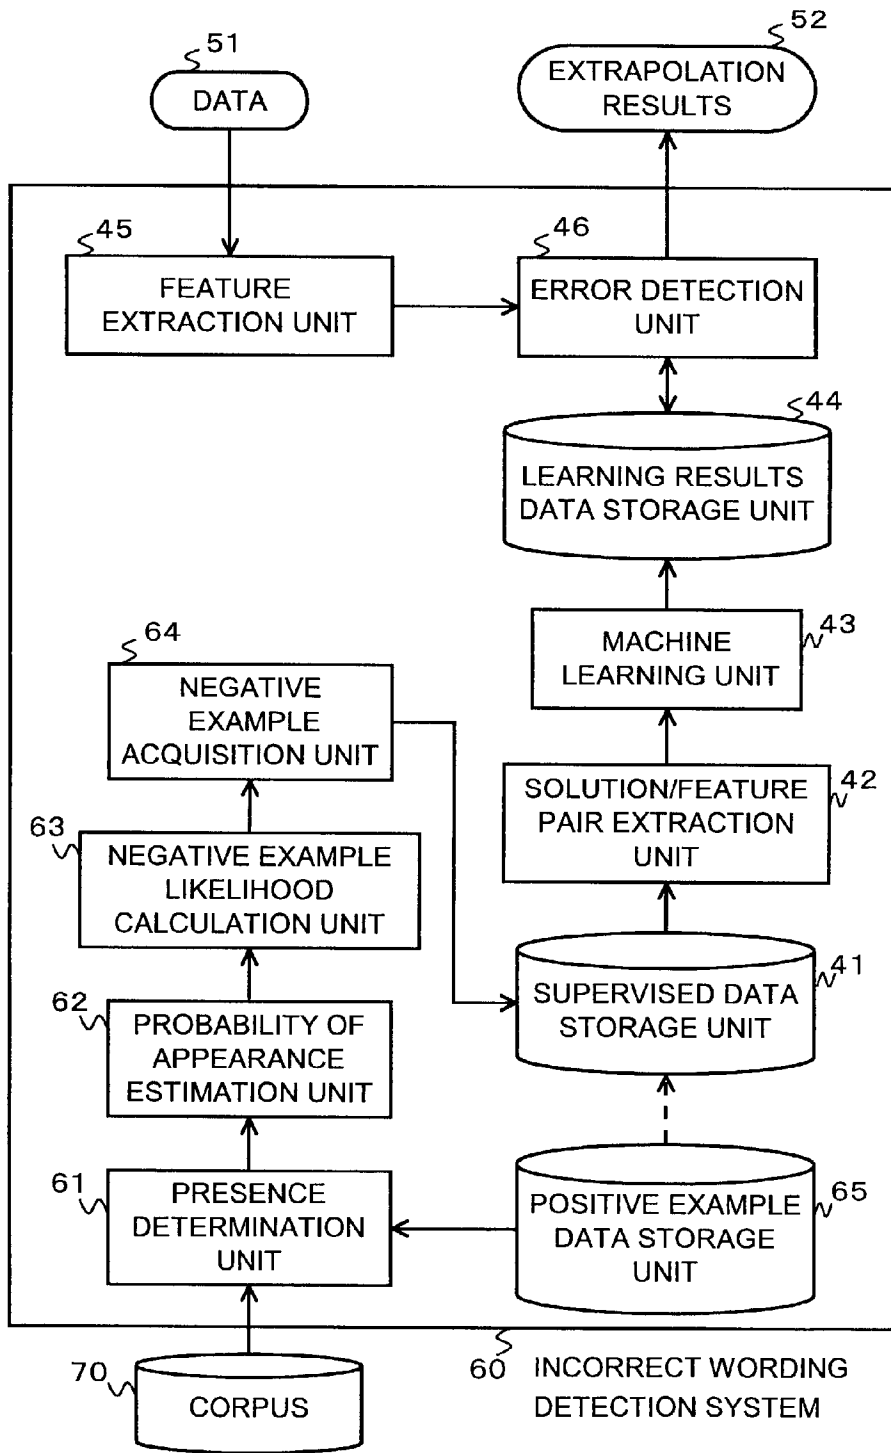 51
DATA
52
EXTRAPOLATION
RESULTS
45
FEATURE
EXTRACTION UNIT
46
ERROR DETECTION
UNIT
44
LEARNING RESULTS
DATA STORAGE UNIT
MACHINE
LEARNING UNIT
43
64
NEGATIVE
EXAMPLE
ACQUISITION UNIT
SOLUTION/FEATURE
PAIR EXTRACTION
UNIT
42
63
NEGATIVE EXAMPLE
LIKELIHOOD
CALCULATION UNIT
41
SUPERVISED DATA
STORAGE UNIT
62
PROBABILITY OF
APPEARANCE
ESTIMATION UNIT
61
PRESENCE
DETERMINATION
UNIT
POSITIVE EXAMPLE
DATA STORAGE
UNIT
65
70
CORPUS
60 INCORRECT WORDING
DETECTION SYSTEM